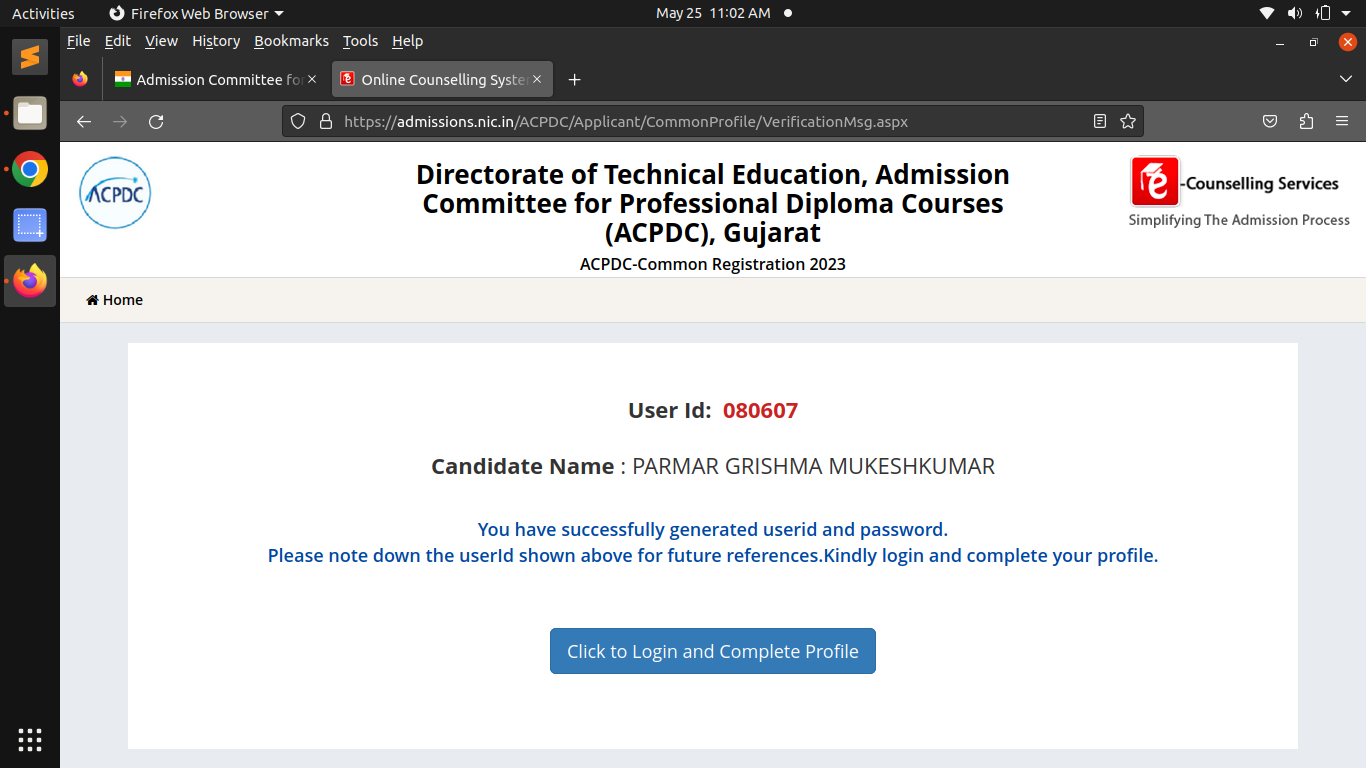 Activities
Firefox Web Browser
May 25 11:02 AM
File Edit View History Bookmarks Tools Help
Admission Committee for
Online Counselling Syste
https://admissions.nic.in/ACPDC/Applicant/CommonProfile/VerificationMsg.aspx
ACPDC
Directorate of Technical Education, Admission
Committee for Professional Diploma Courses
(ACPDC), Gujarat
ACPDC-Common Registration 2023
e-Counselling Services
Simplifying The Admission Process
Home
User Id: 080607
Candidate Name : PARMAR GRISHMA MUKESHKUMAR
You have successfully generated userid and password.
Please note down the userId shown above for future references.Kindly login and complete your profile.
Click to Login and Complete Profile